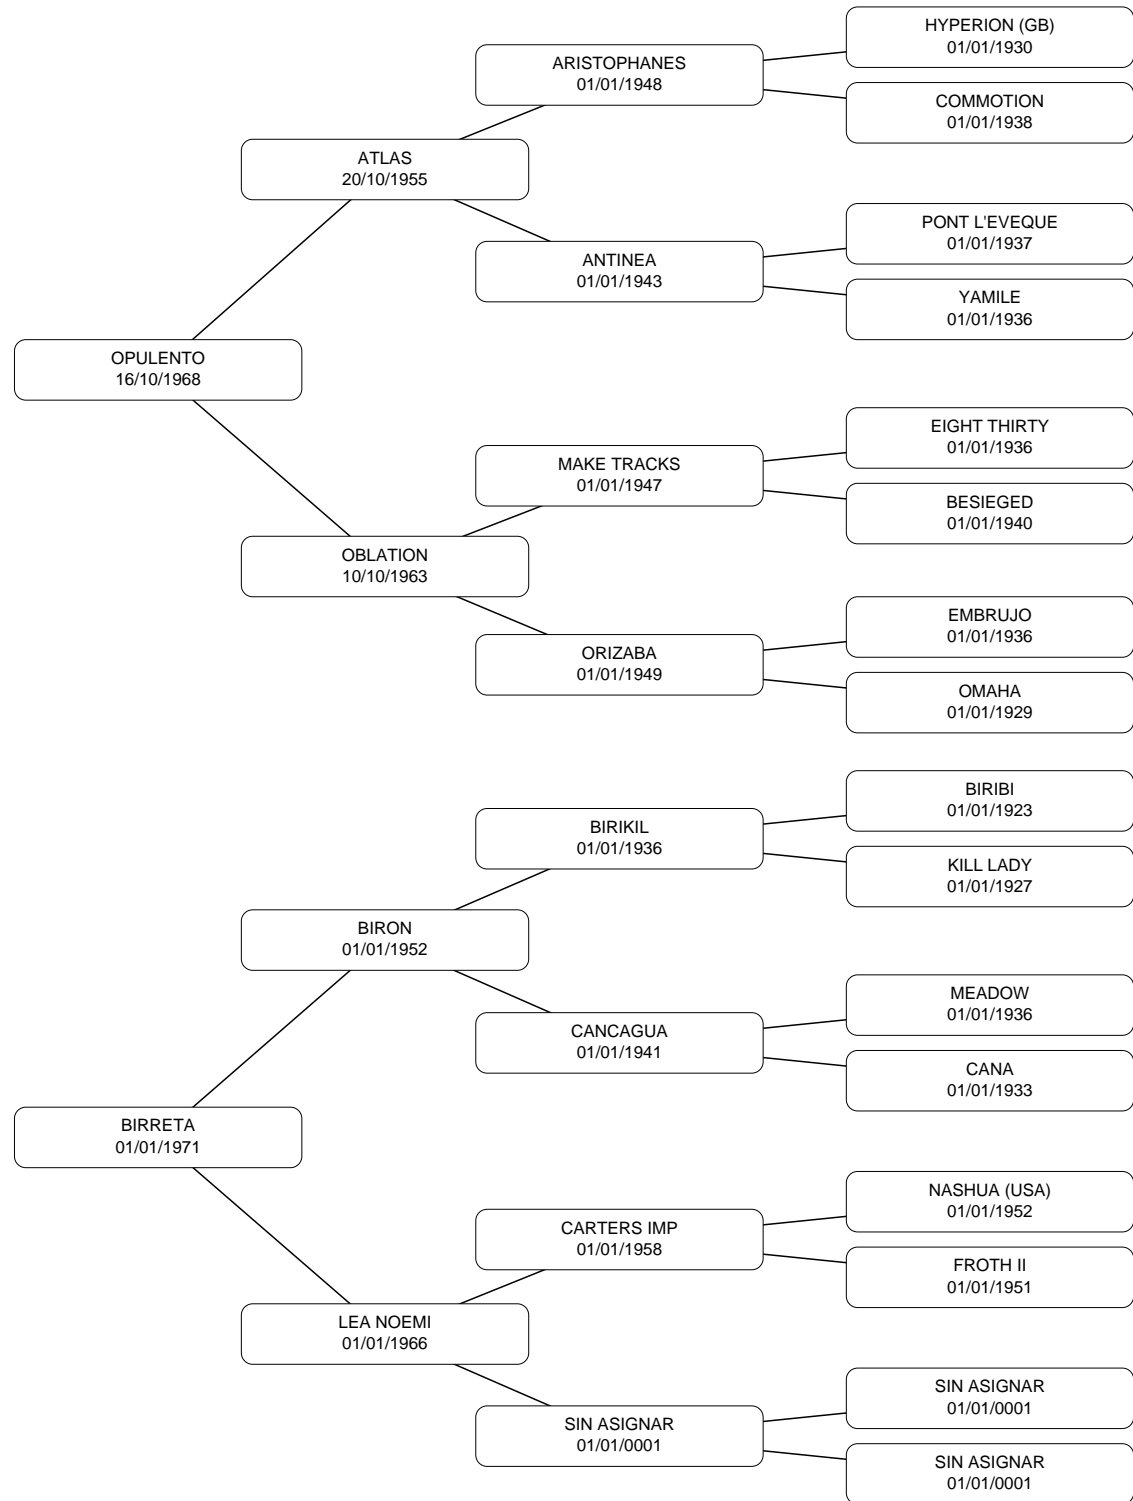 HYPERION (GB)
01/01/1930
ARISTOPHANES
01/01/1948
COMMOTION
01/01/1938
ATLAS
20/10/1955
PONT L'EVEQUE
01/01/1937
ANTINEA
01/01/1943
YAMILE
01/01/1936
OPULENTO
16/10/1968
EIGHT THIRTY
01/01/1936
MAKE TRACKS
01/01/1947
BESIEGED
01/01/1940
OBLATION
10/10/1963
EMBRUJO
01/01/1936
ORIZABA
01/01/1949
OMAHA
01/01/1929
BIRIBI
01/01/1923
BIRIKIL
01/01/1936
KILL LADY
01/01/1927
BIRON
01/01/1952
MEADOW
01/01/1936
CANCAGUA
01/01/1941
CANA
01/01/1933
BIRRETA
01/01/1971
NASHUA (USA)
01/01/1952
CARTERS IMP
01/01/1958
FROTH II
01/01/1951
LEA NOEMI
01/01/1966
SIN ASIGNAR
01/01/0001
SIN ASIGNAR
01/01/0001
SIN ASIGNAR
01/01/0001